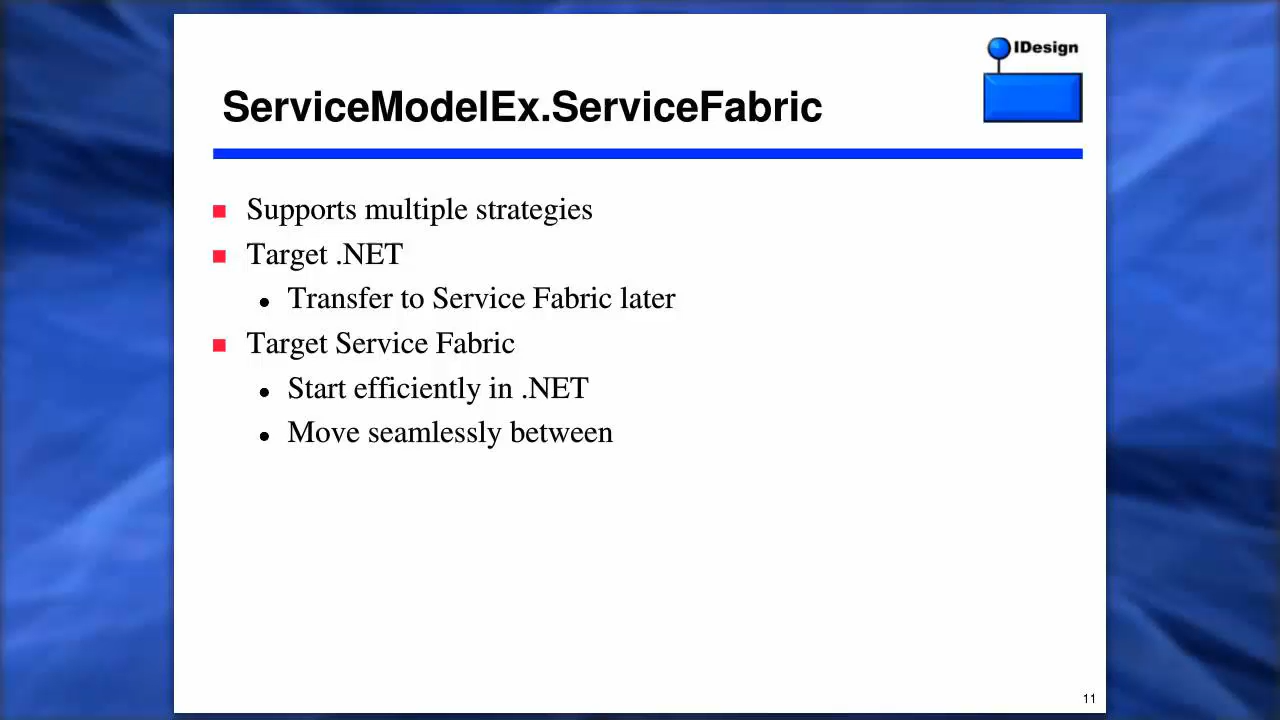 IDesign
ServiceModelEx.ServiceFabric
Supports multiple strategies
Target .NET
Transfer to Service Fabric later
Target Service Fabric
Start efficiently in .NET
Move seamlessly between
11